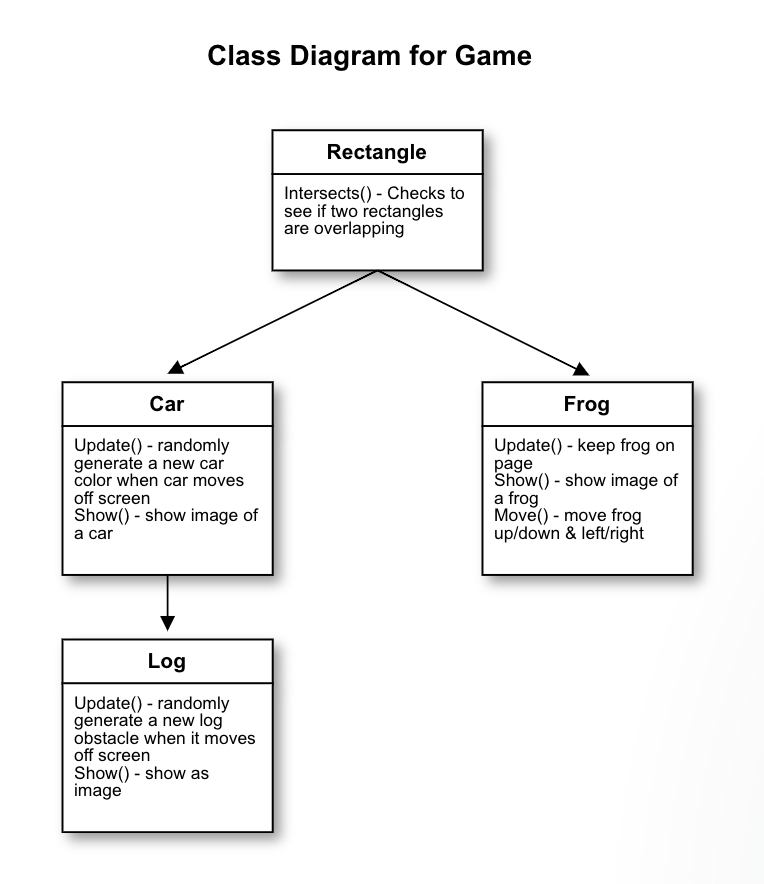 Class Diagram for Game
Rectangle
Intersects() - Checks to
see if two rectangles
are overlapping
Car
Update() - randomly
generate a new car
color when car moves
off screen
Show() - show image of
a car
Frog
Update() - keep frog on
page
Show() - show image of
a frog
Move() - move frog
up/down & left/right
Log
Update() - randomly
generate a new log
obstacle when it moves
off screen
Show() - show as
image